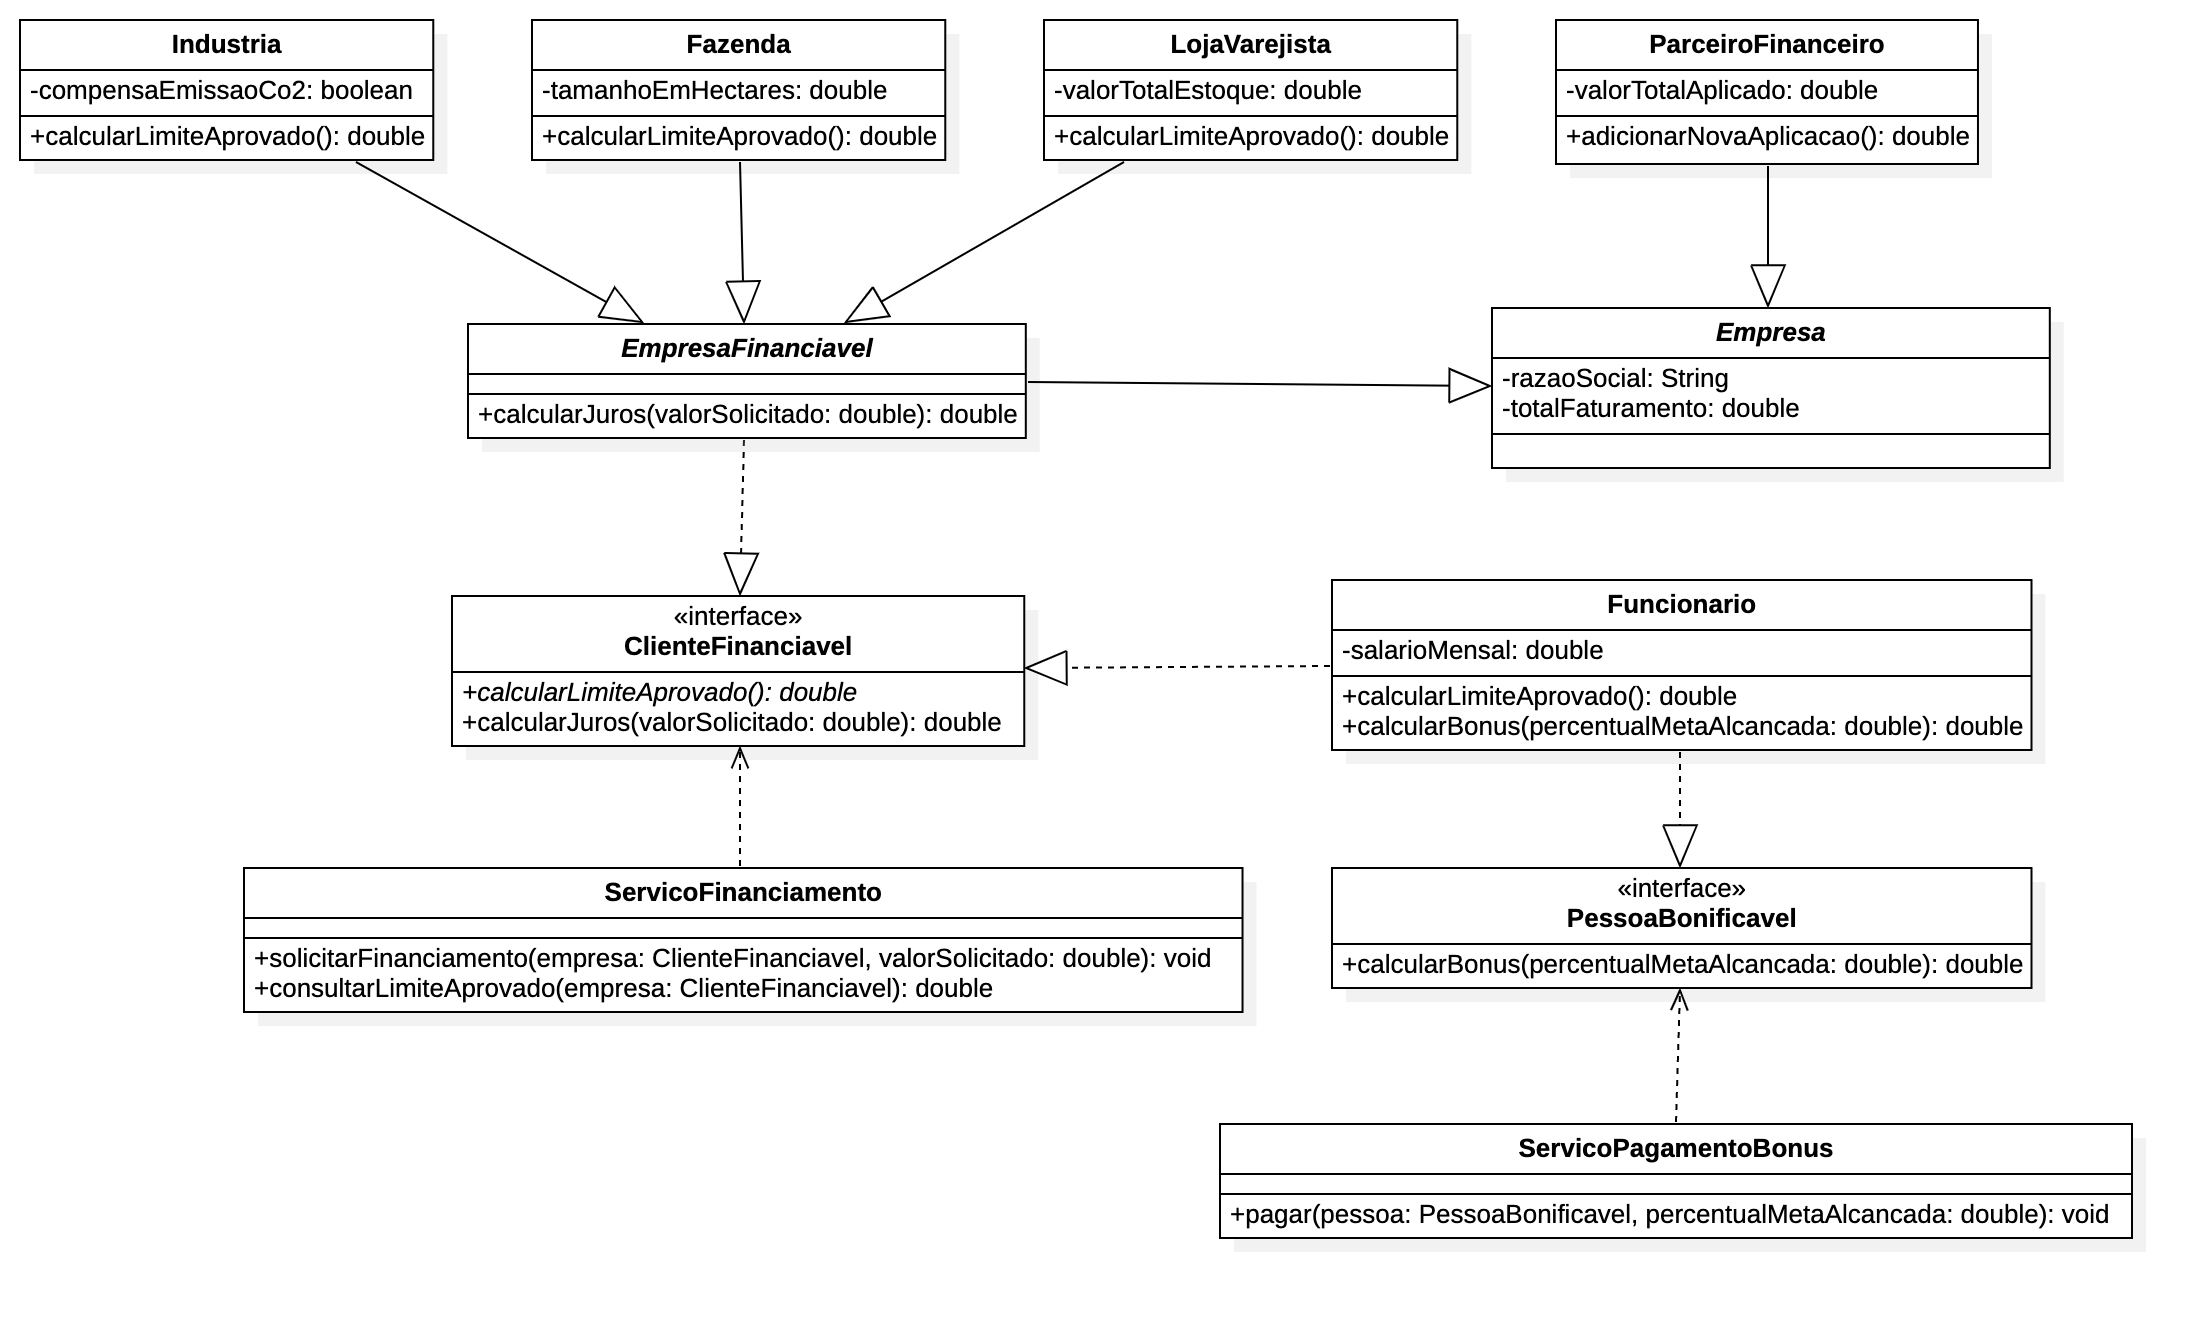 Industria
-compensaEmissaoCo2: boolean
+calcularLimiteAprovado(): double
Fazenda
-tamanhoEmHectares: double
+calcularLimiteAprovado(): double
LojaVarejista
-valorTotalEstoque: double
+calcularLimiteAprovado(): double
ParceiroFinanceiro
-valorTotalAplicado: double
+adicionarNovaAplicacao(): double
EmpresaFinanciavel
+calcularJuros(valorSolicitado: double): double
Empresa
-razaoSocial: String
-totalFaturamento: double
«interface»
ClienteFinanciavel
+calcularLimiteAprovado(): double
+calcularJuros(valorSolicitado: double): double
Funcionario
-salarioMensal: double
+calcularLimiteAprovado(): double
+calcularBonus(percentualMetaAlcancada: double): double
ServicoFinanciamento
+solicitarFinanciamento(empresa: ClienteFinanciavel, valorSolicitado: double): void
+consultarLimiteAprovado(empresa: ClienteFinanciavel): double
«interface»
PessoaBonificavel
+calcularBonus(percentualMetaAlcancada: double): double
ServicoPagamentoBonus
+pagar(pessoa: PessoaBonificavel, percentualMetaAlcancada: double): void